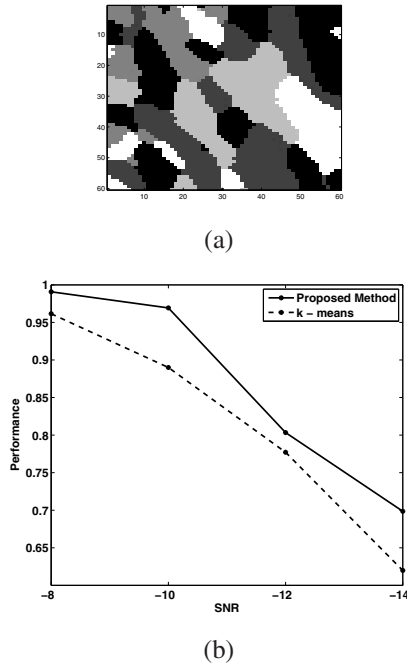 10
20
30
40
50
60
10 20 30 40 50 60
(a)
1
0.95
0.9
0.85
0.8
0.75
0.7
0.65
Performance
Proposed Method
k - means
-8 -10 -12 -14
SNR
(b)